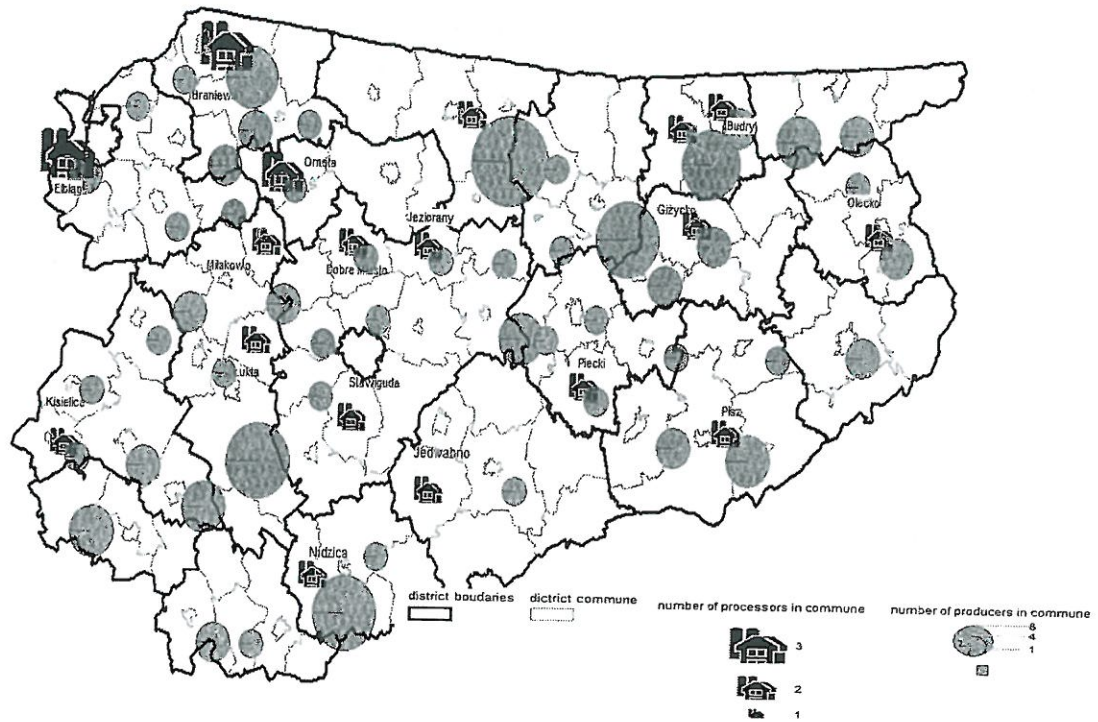 Braniewo
Budry
Orneta
Elbląg
Olecko
Giżycko
Jeziorany
Miłakowo
Dobre Miasto
Łukta
Piecki
Stawiguda
Kisielice
Pisz
Jedwabno
Nidzica
district boudaries
dictrict commune
number of processors in commune
3
2
1
number of producers in commune
8
4
1